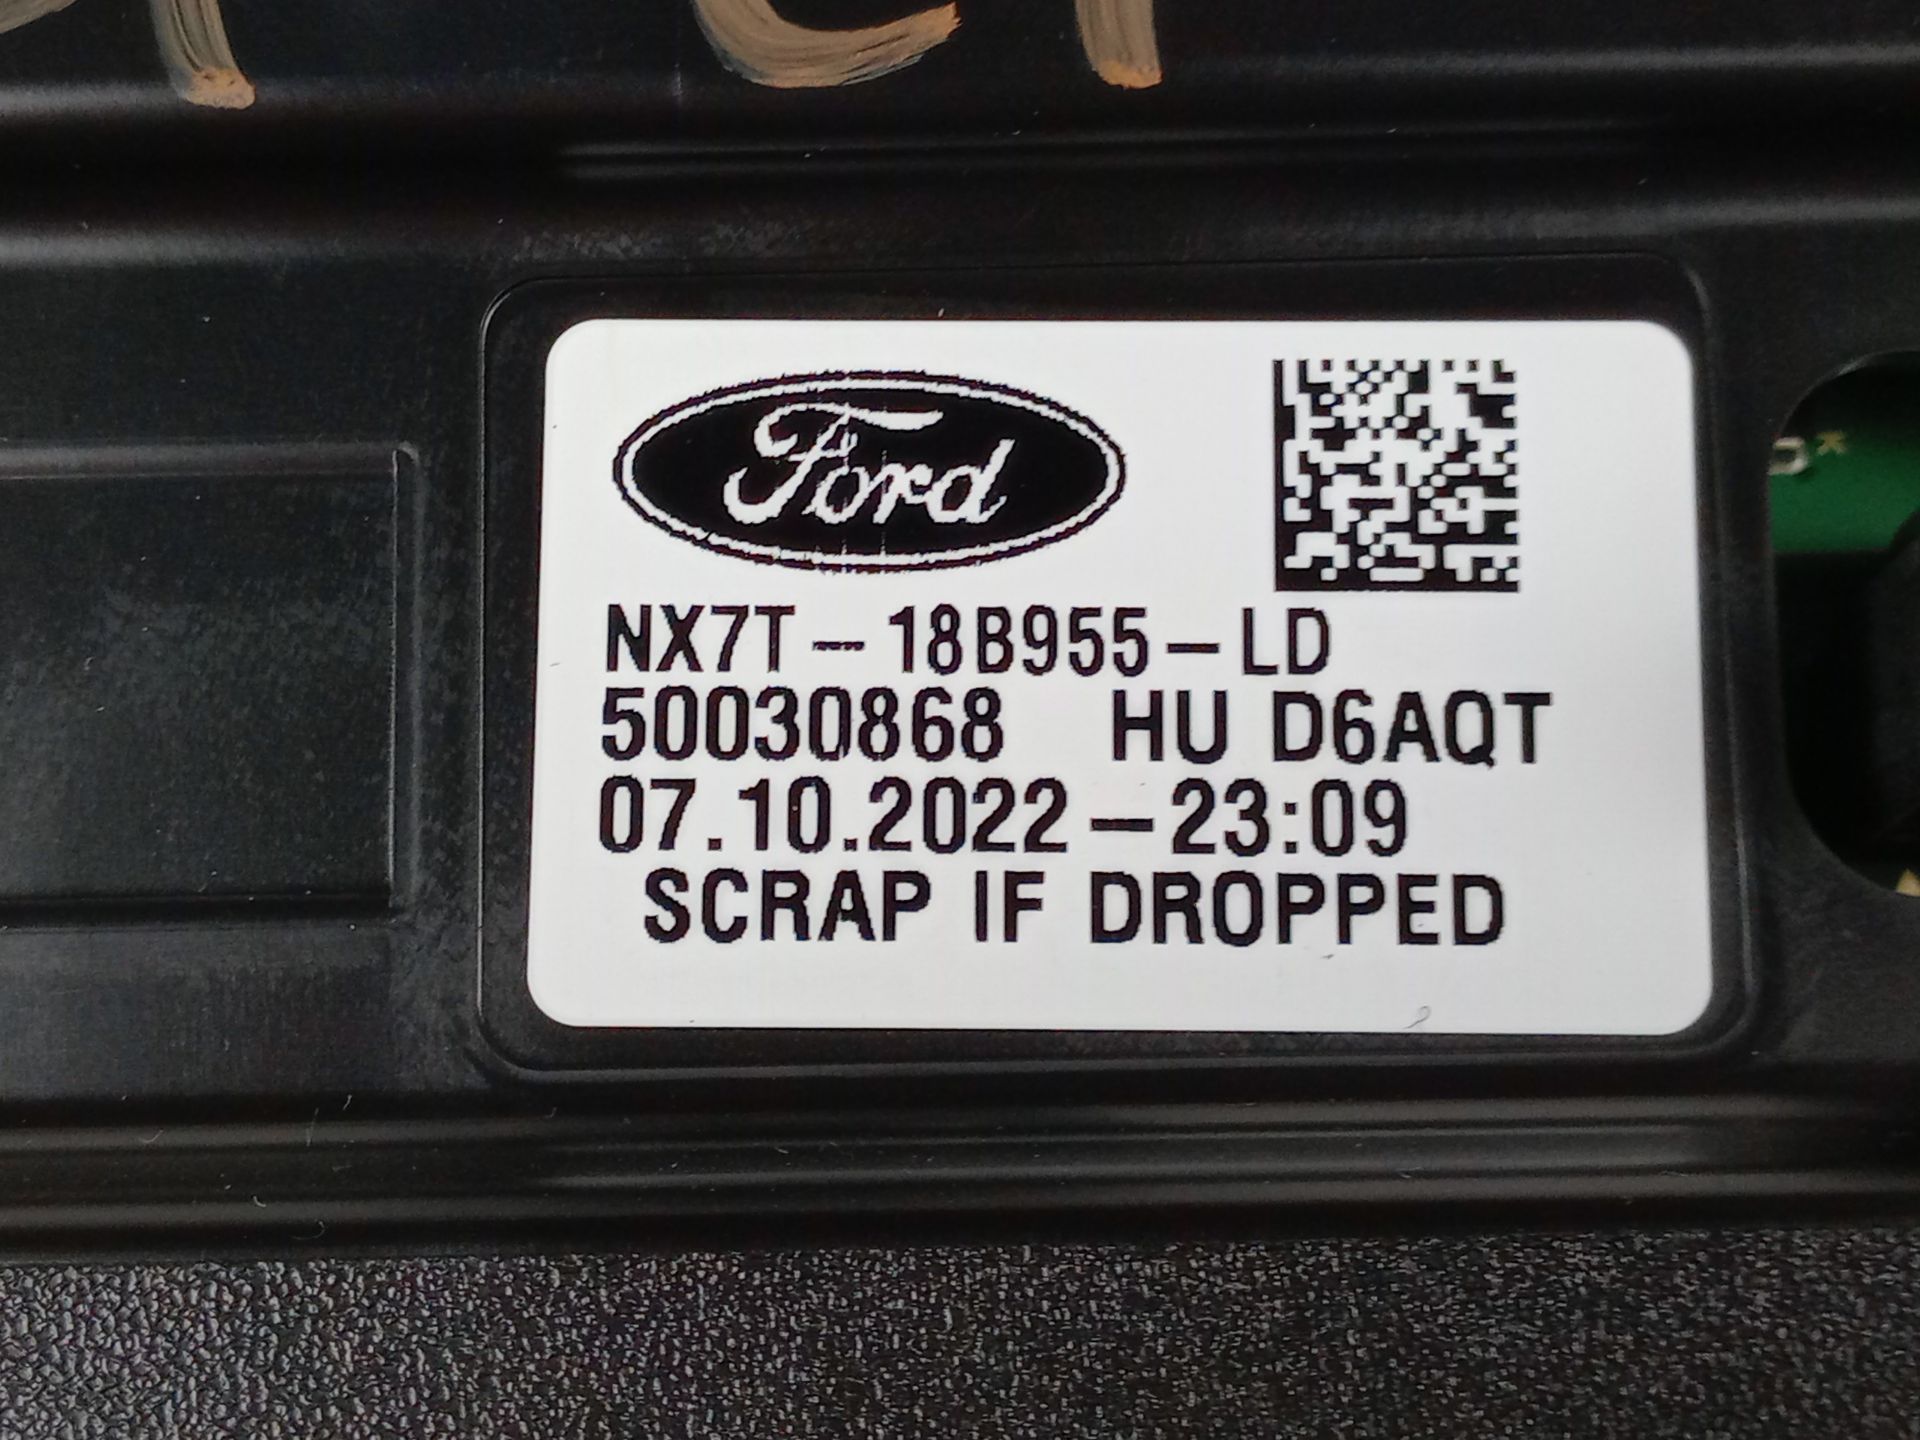 Ford
NX7T-18B955-LD
50030868 HU D6AQT
07.10.2022-23:09
SCRAP IF DROPPED